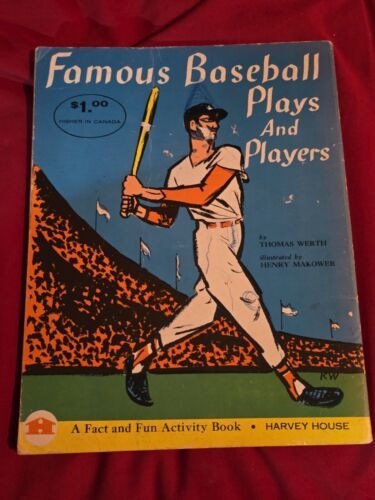 Famous Baseball
Plays
And
Players
$1.00
HIGHER IN CANADA
by
THOMAS WERTH
illustrated by
HENRY MAKOWER
RW
A Fact and Fun Activity Book • HARVEY HOUSE